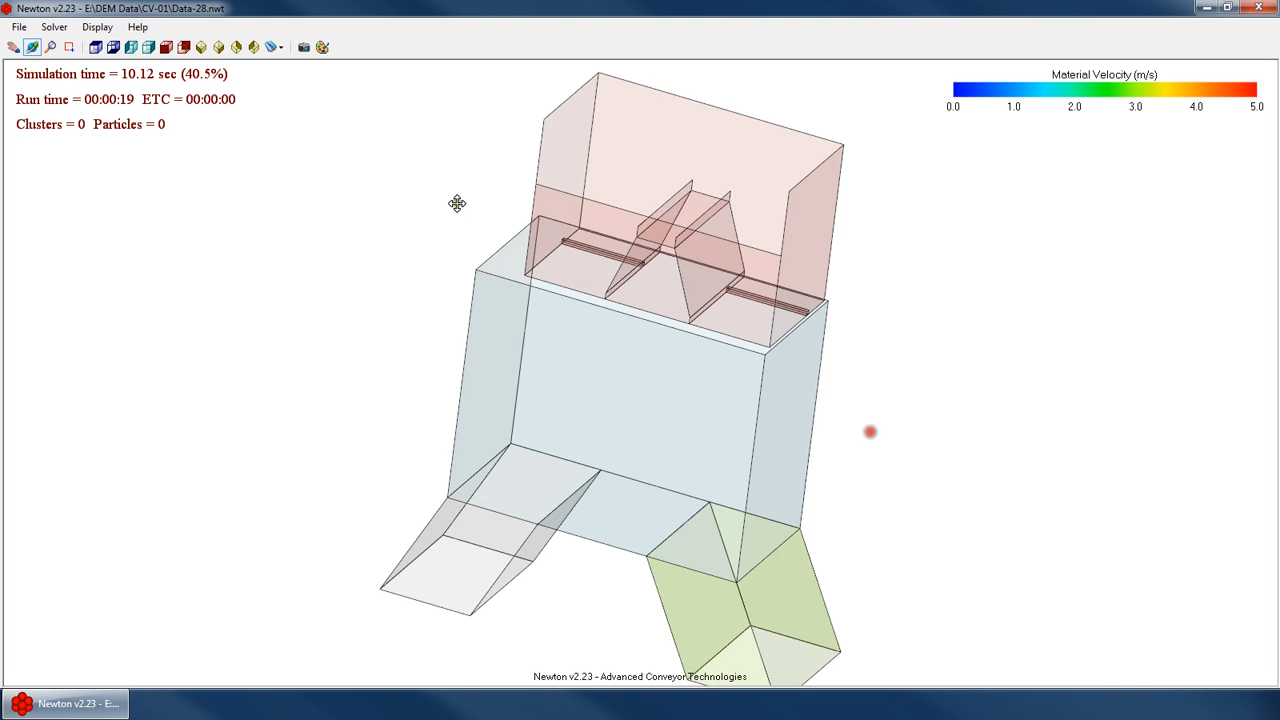 Newton v2.23 - E:\DEM Data\CV-01\Data-28.nwt
File Solver Display Help
Simulation time = 10.12 sec (40.5%)
Run time = 00:00:19 ETC = 00:00:00
Clusters = 0 Particles = 0
Material Velocity (m/s)
0.0 1.0 2.0 3.0 4.0 5.0
Newton v2.23 - Advanced Conveyor Technologies
Newton v2.23 - E:...